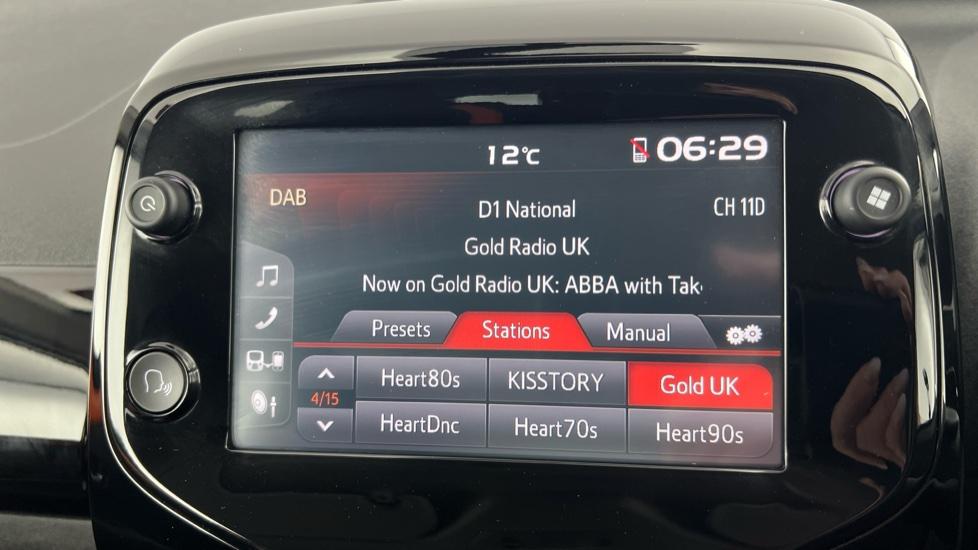 12°C 06:29
DAB
D1 National CH 11D
Gold Radio UK
Now on Gold Radio UK: ABBA with Tak
Presets Stations Manual
Heart80s KISSTORY Gold UK
4/15
HeartDnc Heart70s Heart90s